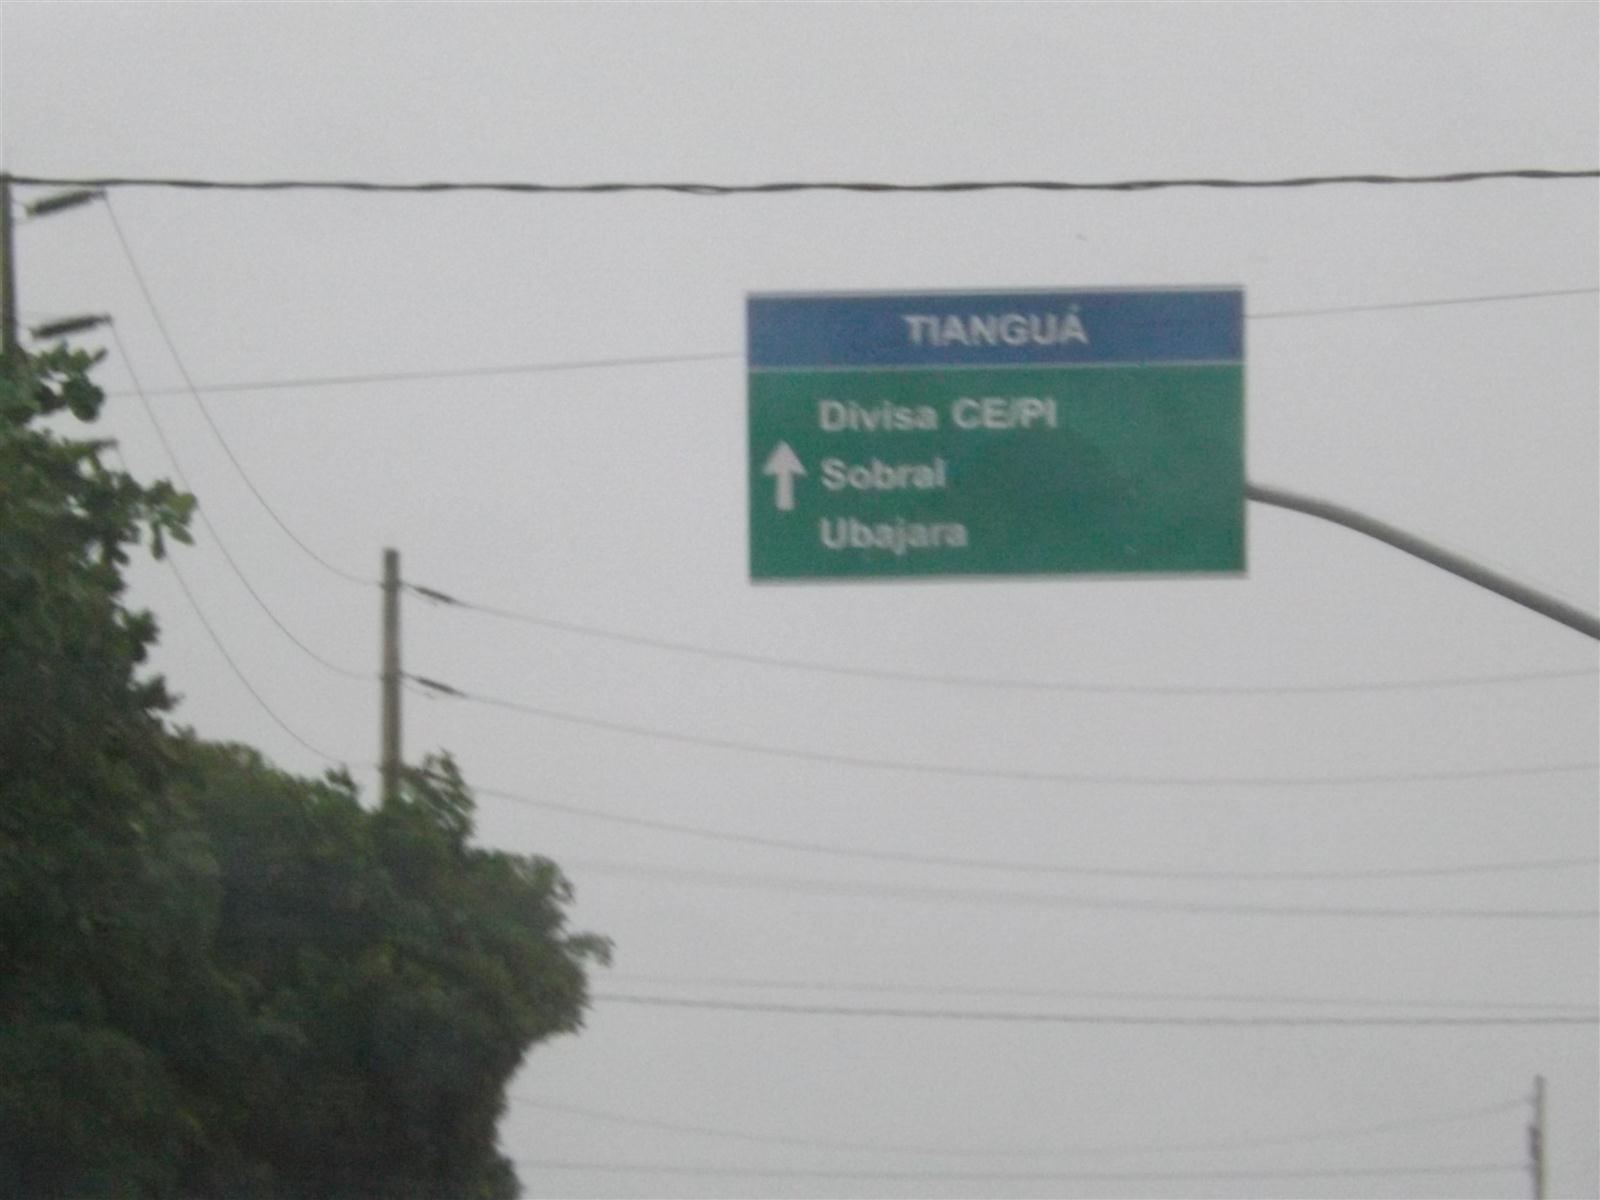 TIANGUÁ
Divisa CE/PI
Sobral
Ubajara